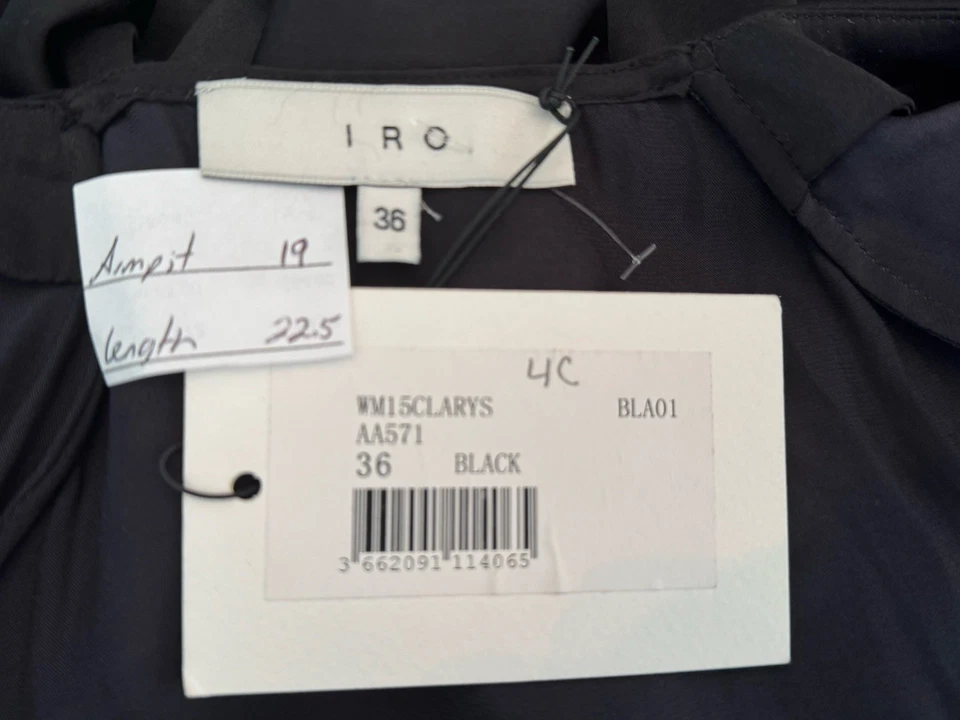 IRO
36
Armpit 19
length 22.5
4C
WM15CLARYS BLA01
AA571
36 BLACK
3 662091 114065